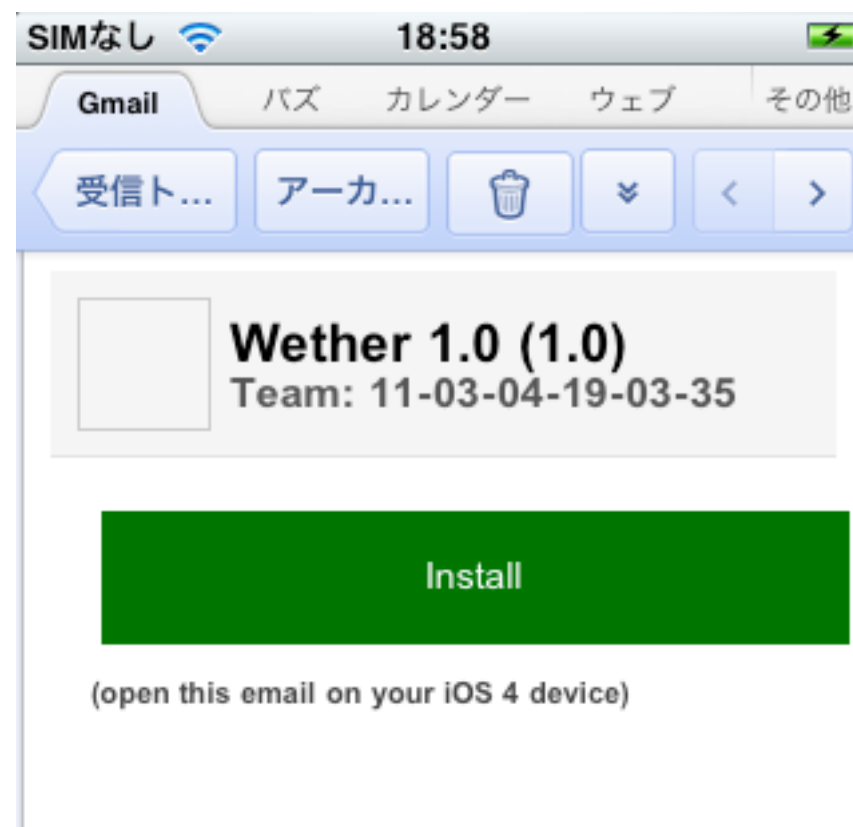 SIMなし 18:58
Gmail バズ カレンダー ウェブ その他
受信ト... アーカ...
Wether 1.0 (1.0)
Team: 11-03-04-19-03-35
Install
(open this email on your iOS 4 device)